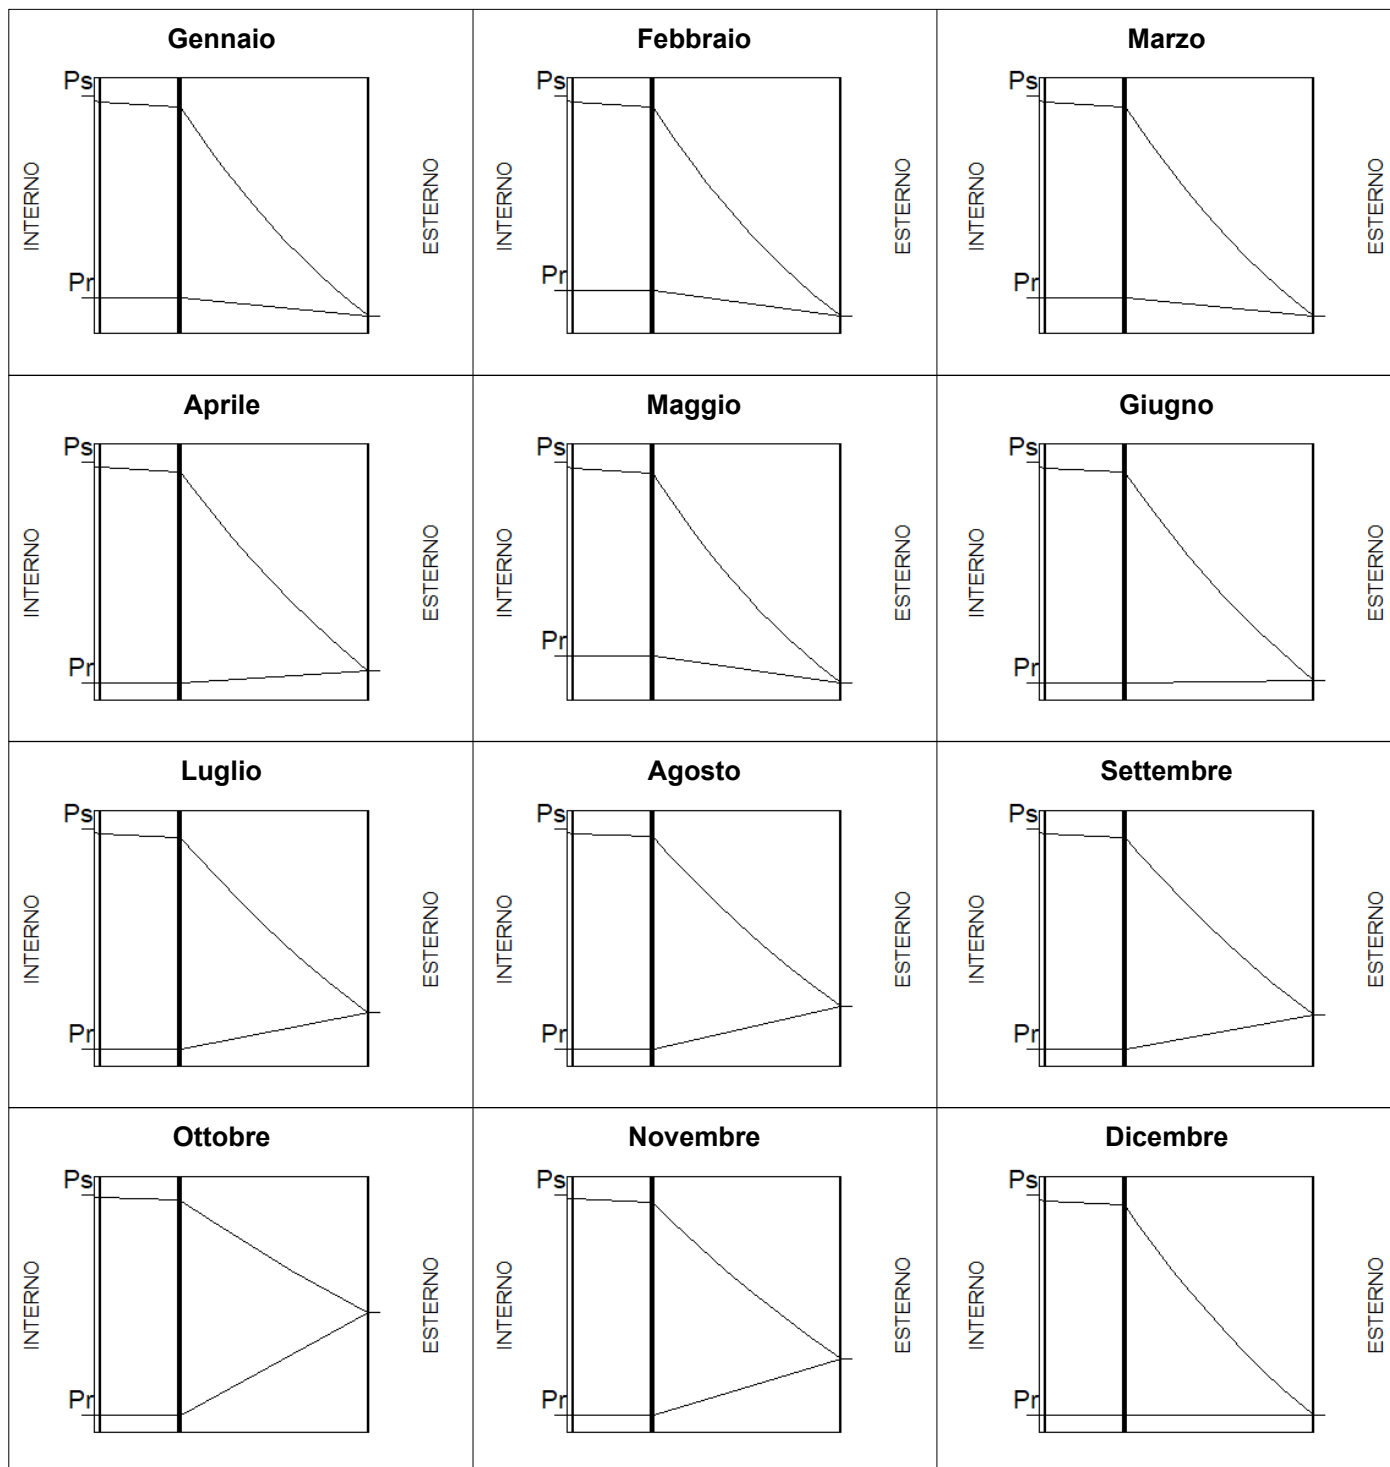 Gennaio
Ps
INTERNO
ESTERNO
Pr
Febbraio
Ps
INTERNO
ESTERNO
Pr
Marzo
Ps
INTERNO
ESTERNO
Pr
Aprile
Ps
INTERNO
ESTERNO
Pr
Maggio
Ps
INTERNO
ESTERNO
Pr
Giugno
Ps
INTERNO
ESTERNO
Pr
Luglio
Ps
INTERNO
ESTERNO
Pr
Agosto
Ps
INTERNO
ESTERNO
Pr
Settembre
Ps
INTERNO
ESTERNO
Pr
Ottobre
Ps
INTERNO
ESTERNO
Pr
Novembre
Ps
INTERNO
ESTERNO
Pr
Dicembre
Ps
INTERNO
ESTERNO
Pr